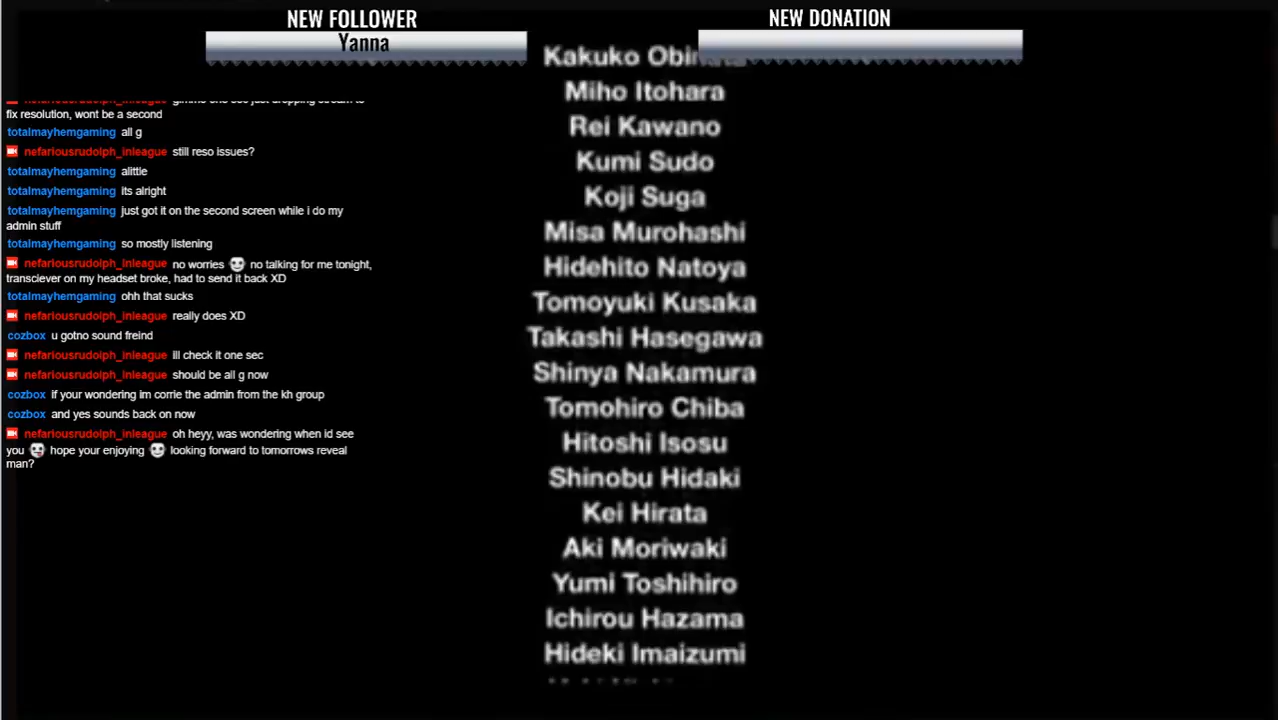 NEW FOLLOWER
Yanna
NEW DONATION
fix resolution, wont be a second
totalmayhemgaming all g
nefariousrudolph_inleague still reso issues?
totalmayhemgaming alittle
totalmayhemgaming its alright
totalmayhemgaming just got it on the second screen while i do my
admin stuff
totalmayhemgaming so mostly listening
nefariousrudolph_inleague no worries no talking for me tonight,
transciever on my headset broke, had to send it back XD
totalmayhemgaming ohh that sucks
nefariousrudolph_inleague really does XD
cozbox u gotno sound freind
nefariousrudolph_inleague ill check it one sec
nefariousrudolph_inleague should be all g now
cozbox if your wondering im corrie the admin from the kh group
cozbox and yes sounds back on now
nefariousrudolph_inleague oh heyy, was wondering when id see
you hope your enjoying looking forward to tomorrows reveal
man?
Kakuko
Miho Itohara
Rei Kawano
Kumi Sudo
Koji Suga
Misa Murohashi
Hidehito Natoya
Tomoyuki Kusaka
Takashi Hasegawa
Shinya Nakamura
Tomohiro Chiba
Hitoshi Isosu
Shinobu Hidaki
Kei Hirata
Aki Moriwaki
Yumi Toshihiro
Ichirou Hazama
Hideki Imaizumi